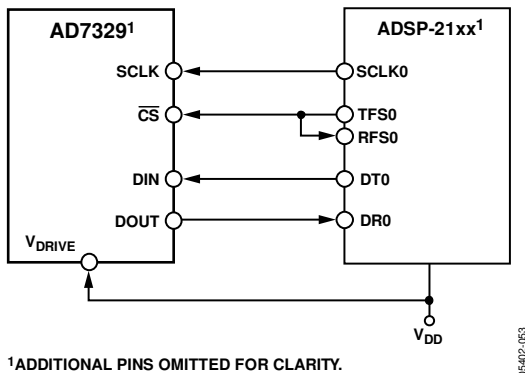 AD7329¹
ADSP-21xx¹
SCLK
SCLK0
CS
TFS0
RFS0
DIN
DT0
DOUT
DR0
VDRIVE
VDD
¹ADDITIONAL PINS OMITTED FOR CLARITY.
05402-053